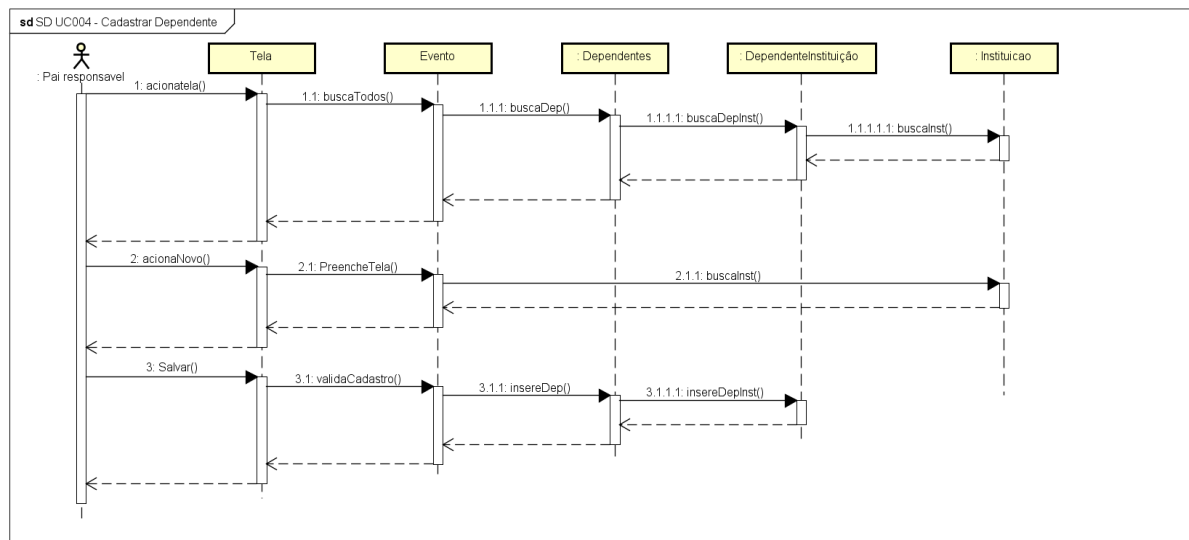 sd SD UC004 - Cadastrar Dependente
: Pai responsavel
Tela
Evento
: Dependentes
: DependenteInstituição
: Instituicao
1: acionatela()
1.1: buscaTodos()
1.1.1: buscaDep()
1.1.1.1: buscaDepInst()
1.1.1.1.1: buscaInst()
2: acionaNovo()
2.1: PreencheTela()
2.1.1: buscaInst()
3: Salvar()
3.1: validaCadastro()
3.1.1: insereDep()
3.1.1.1: insereDepInst()